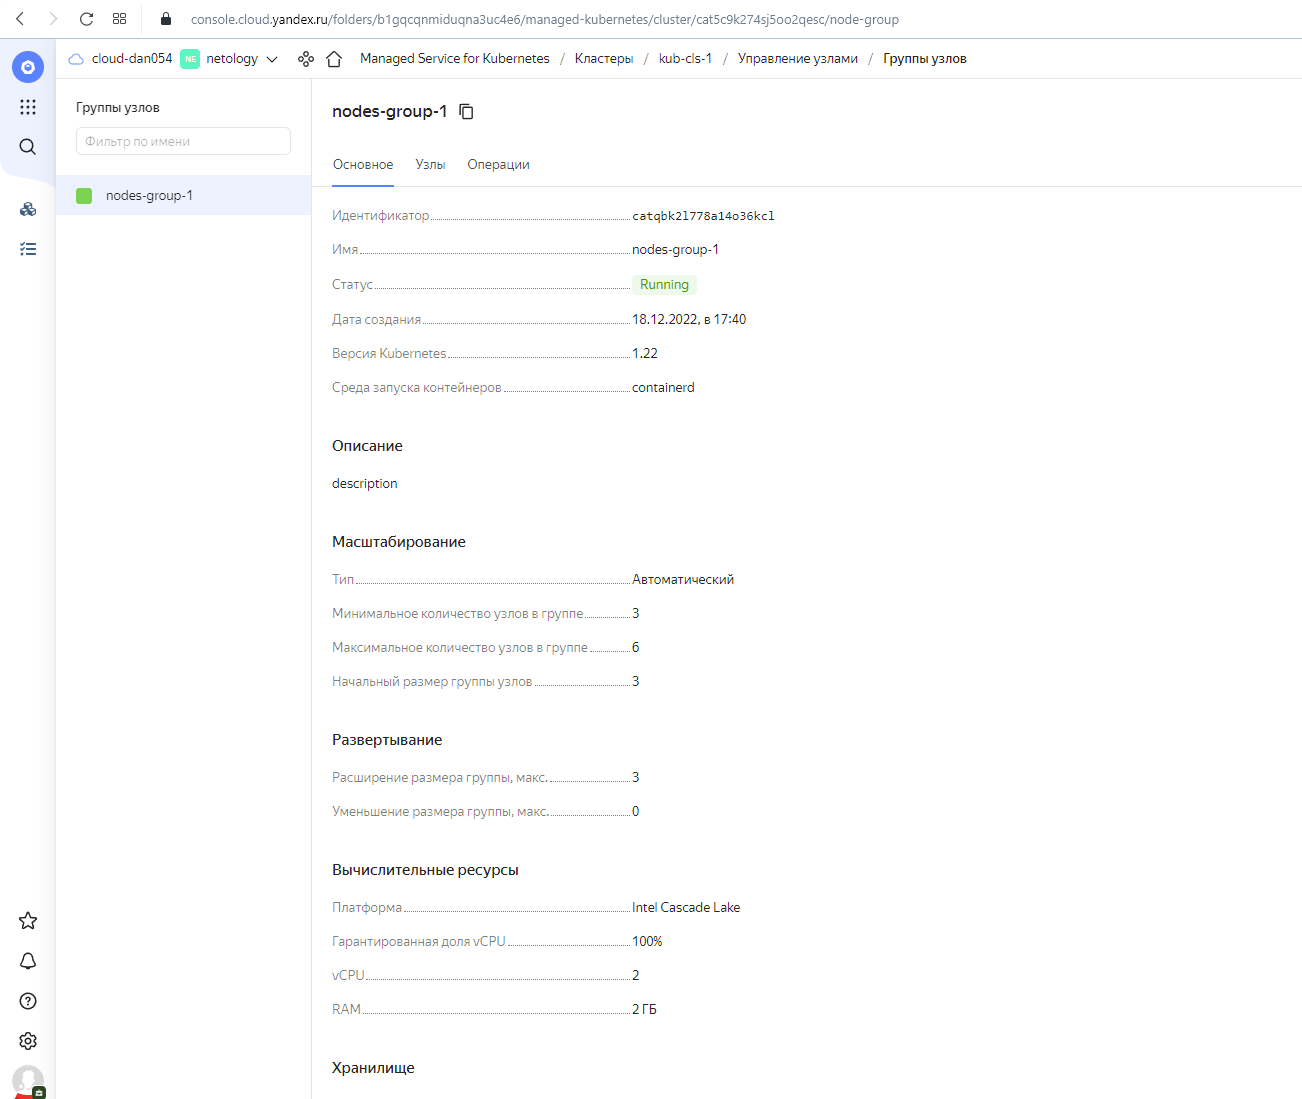 console.cloud.yandex.ru/folders/b1gqcqnmiduqna3uc4e6/managed-kubernetes/cluster/cat5c9k274sj5oo2qesc/node-group
cloud-dan054 NE netology Managed Service for Kubernetes / Кластеры / kub-cls-1 / Управление узлами / Группы узлов
Группы узлов
Фильтр по имени
nodes-group-1
nodes-group-1
Основное Узлы Операции
Идентификатор catqbk2l778a14o36kcl
Имя nodes-group-1
Статус Running
Дата создания 18.12.2022, в 17:40
Версия Kubernetes 1.22
Среда запуска контейнеров containerd
Описание
description
Масштабирование
Тип Автоматический
Минимальное количество узлов в группе 3
Максимальное количество узлов в группе 6
Начальный размер группы узлов 3
Развертывание
Расширение размера группы, макс. 3
Уменьшение размера группы, макс. 0
Вычислительные ресурсы
Платформа Intel Cascade Lake
Гарантированная доля vCPU 100%
vCPU 2
RAM 2 ГБ
Хранилище